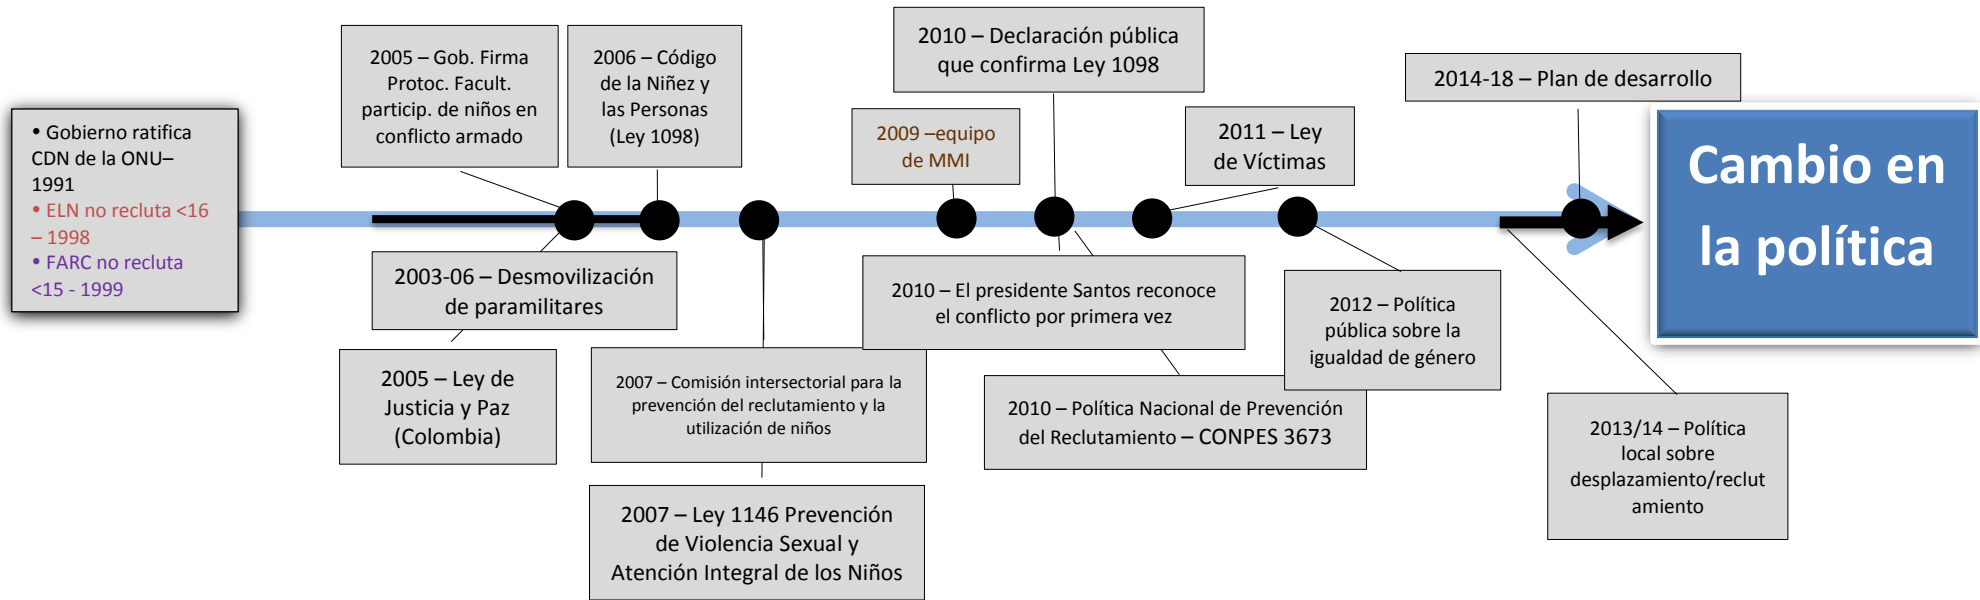 • Gobierno ratifica
CDN de la ONU–
1991
• ELN no recluta <16
– 1998
• FARC no recluta
<15 - 1999
2005 – Gob. Firma
Protoc. Facult.
particip. de niños en
conflicto armado
2006 – Código
de la Niñez y
las Personas
(Ley 1098)
2009 –equipo
de MMI
2010 – Declaración pública
que confirma Ley 1098
2011 – Ley
de Víctimas
2014-18 – Plan de desarrollo
Cambio en
la política
2003-06 – Desmovilización
de paramilitares
2005 – Ley de
Justicia y Paz
(Colombia)
2007 – Comisión intersectorial para la
prevención del reclutamiento y la
utilización de niños
2007 – Ley 1146 Prevención
de Violencia Sexual y
Atención Integral de los Niños
2010 – El presidente Santos reconoce
el conflicto por primera vez
2010 – Política Nacional de Prevención
del Reclutamiento – CONPES 3673
2012 – Política
pública sobre la
igualdad de género
2013/14 – Política
local sobre
desplazamiento/reclut
amiento